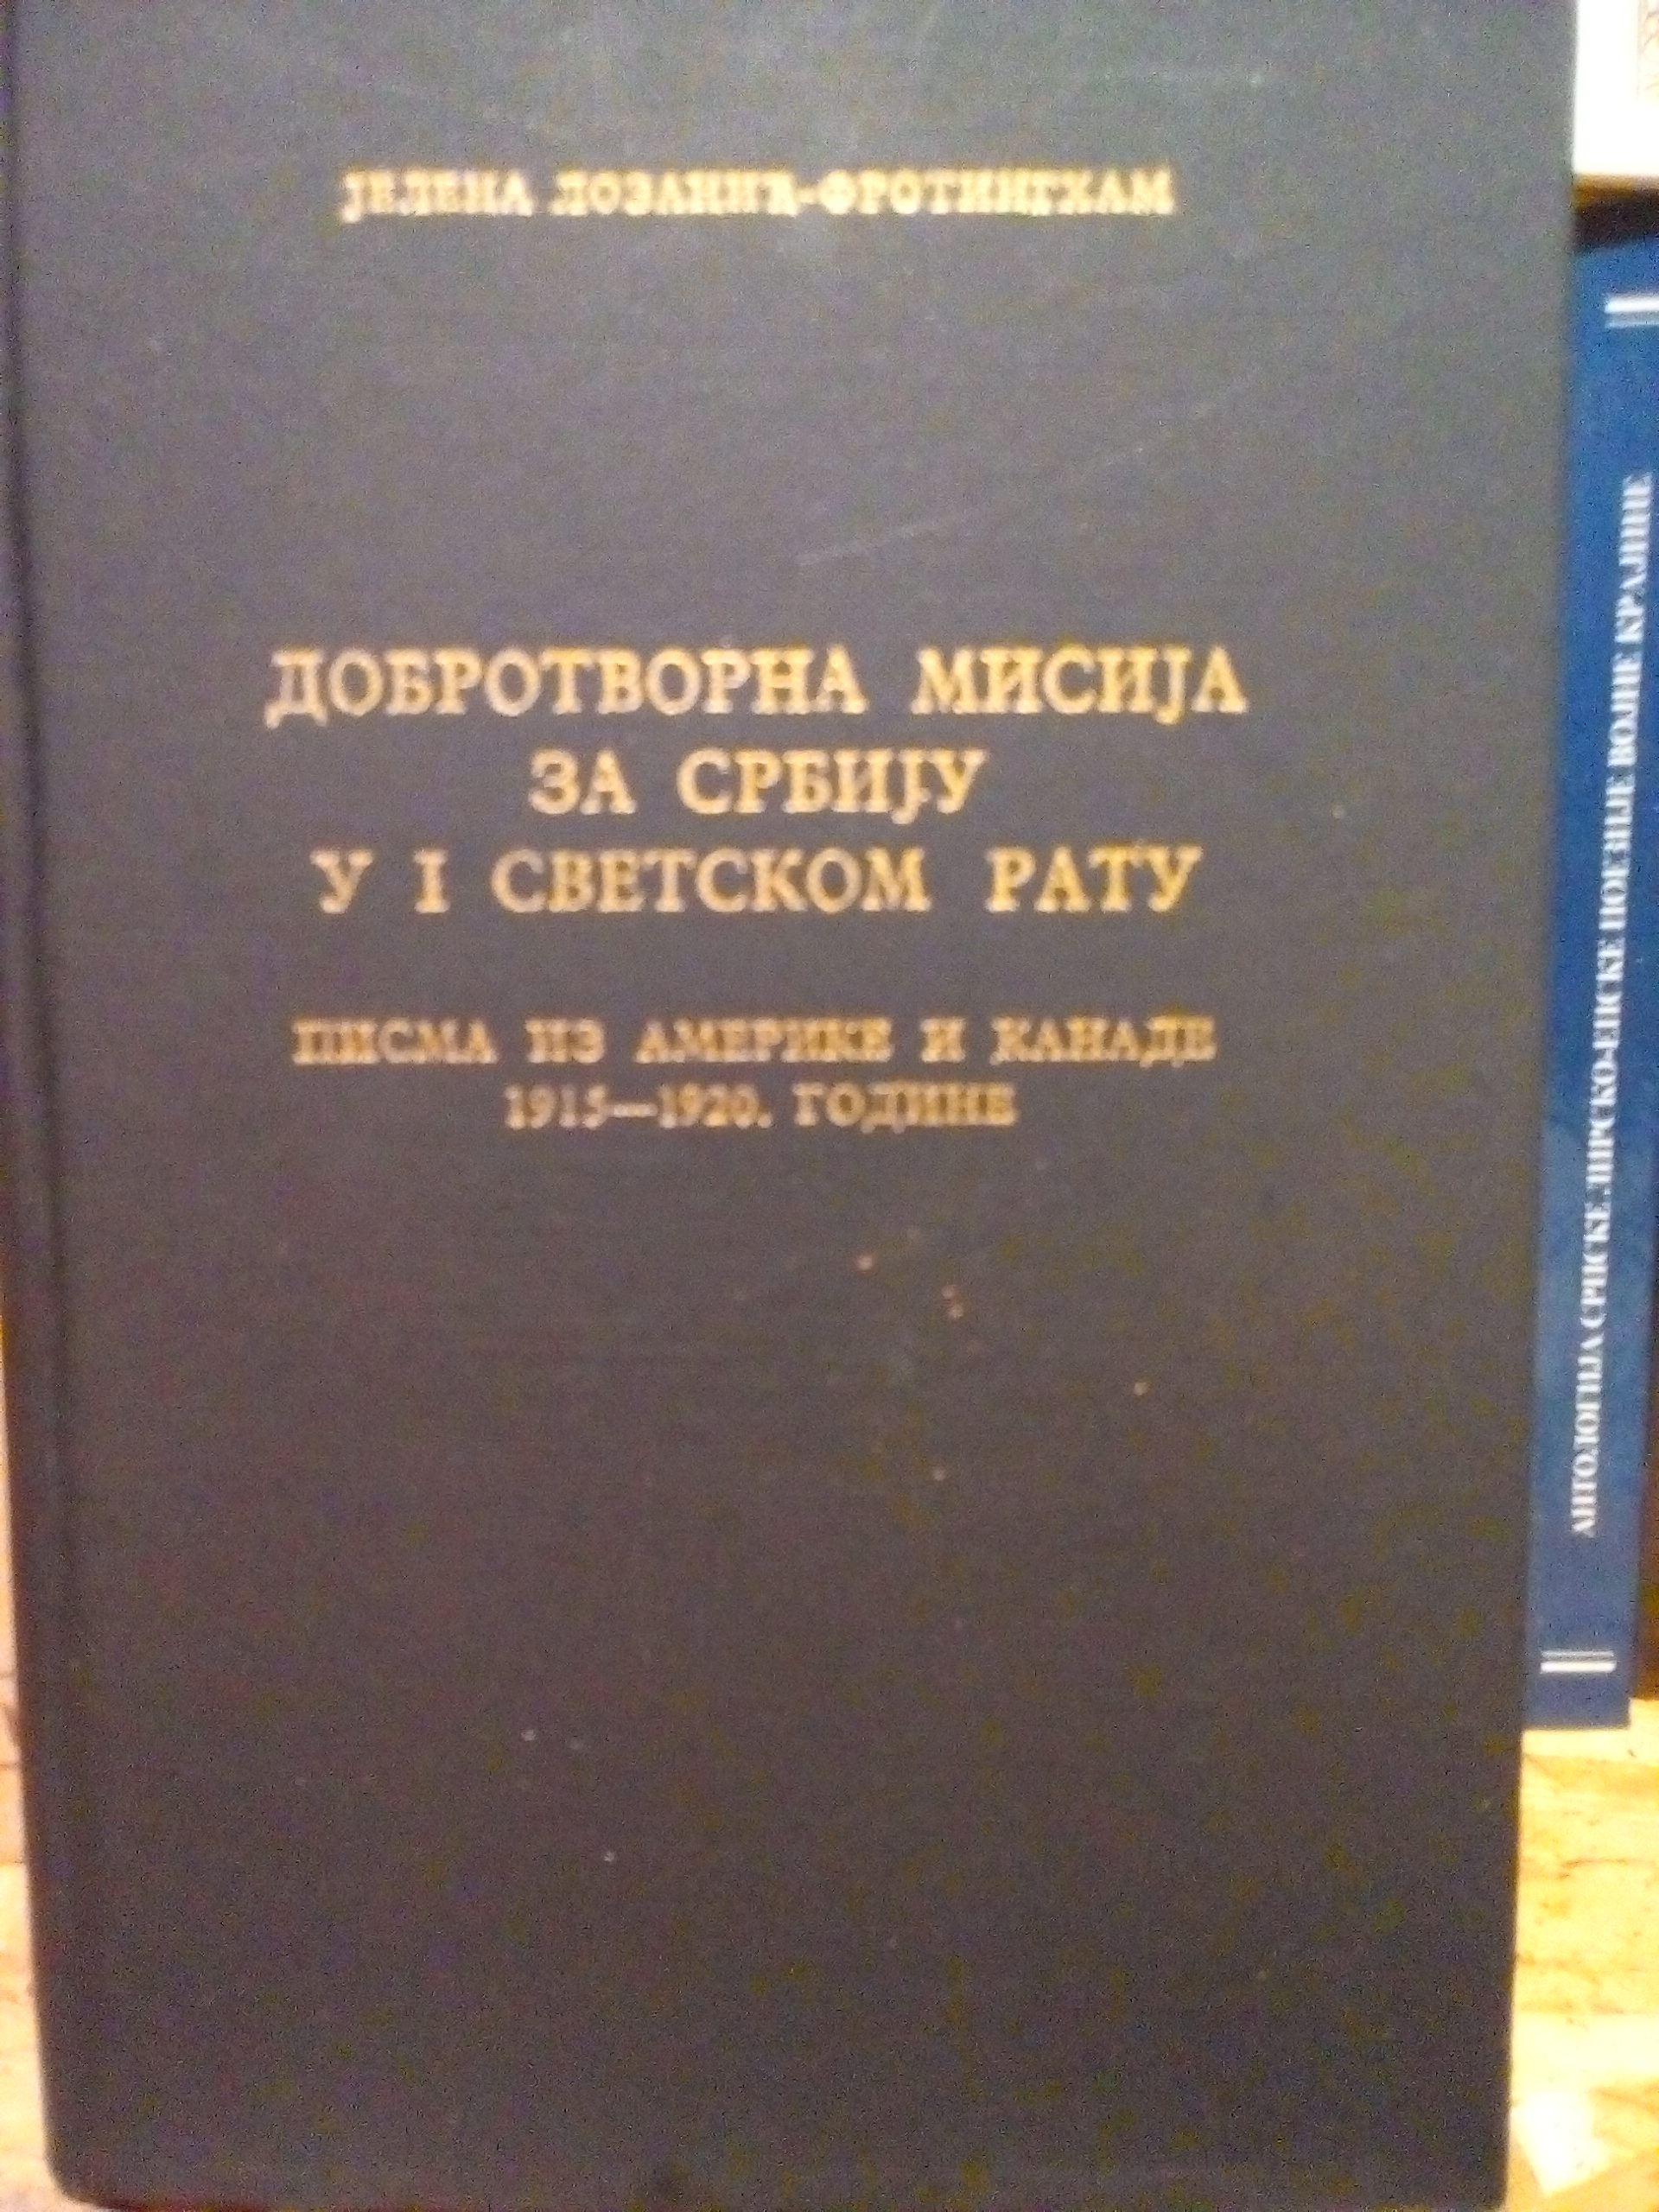 ЈЕЛЕНА ЛОЗАНИЋ-ФРОТИНГХАМ
ДОБРОТВОРНА МИСИЈА
ЗА СРБИЈУ
У I СВЕТСКОМ РАТУ
ПИСМА ИЗ АМЕРИКЕ И КАНАДЕ
1915—1920. ГОДИНЕ
АНТОЛОГИЈА СРПСКЕ ЛИРСКО-ЕПСКЕ ПОЕЗИЈЕ ВОЈНЕ КРАЈИНЕ